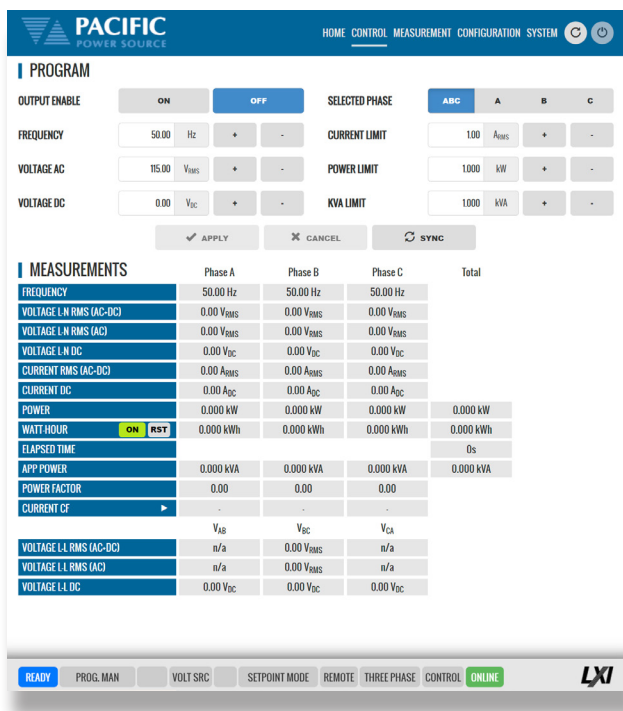 PACIFIC
POWER SOURCE
HOME CONTROL MEASUREMENT CONFIGURATION SYSTEM
PROGRAM
OUTPUT ENABLE ON OFF SELECTED PHASE ABC A B C
FREQUENCY 50.00 Hz + - CURRENT LIMIT 1.00 ARMS + -
VOLTAGE AC 115.00 VRMS + - POWER LIMIT 1.000 kW + -
VOLTAGE DC 0.00 VDC + - KVA LIMIT 1.000 kVA + -
✔ APPLY ✖ CANCEL SYNC
MEASUREMENTS Phase A Phase B Phase C Total
FREQUENCY 50.00 Hz 50.00 Hz 50.00 Hz
VOLTAGE L-N RMS (AC-DC) 0.00 VRMS 0.00 VRMS 0.00 VRMS
VOLTAGE L-N RMS (AC) 0.00 VRMS 0.00 VRMS 0.00 VRMS
VOLTAGE L-N DC 0.00 VDC 0.00 VDC 0.00 VDC
CURRENT RMS (AC-DC) 0.00 ARMS 0.00 ARMS 0.00 ARMS
CURRENT DC 0.00 ADC 0.00 ADC 0.00 ADC
POWER 0.000 kW 0.000 kW 0.000 kW 0.000 kW
WATT-HOUR ON RST 0.000 kWh 0.000 kWh 0.000 kWh 0.000 kWh
ELAPSED TIME 0s
APP POWER 0.000 kVA 0.000 kVA 0.000 kVA 0.000 kVA
POWER FACTOR 0.00 0.00 0.00
CURRENT CF ► - - -
VAB VBC VCA
VOLTAGE L-L RMS (AC-DC) n/a 0.00 VRMS n/a
VOLTAGE L-L RMS (AC) n/a 0.00 VRMS n/a
VOLTAGE L-L DC 0.00 VDC 0.00 VDC 0.00 VDC
READY PROG. MAN VOLT SRC SETPOINT MODE REMOTE THREE PHASE CONTROL ONLINE LXI